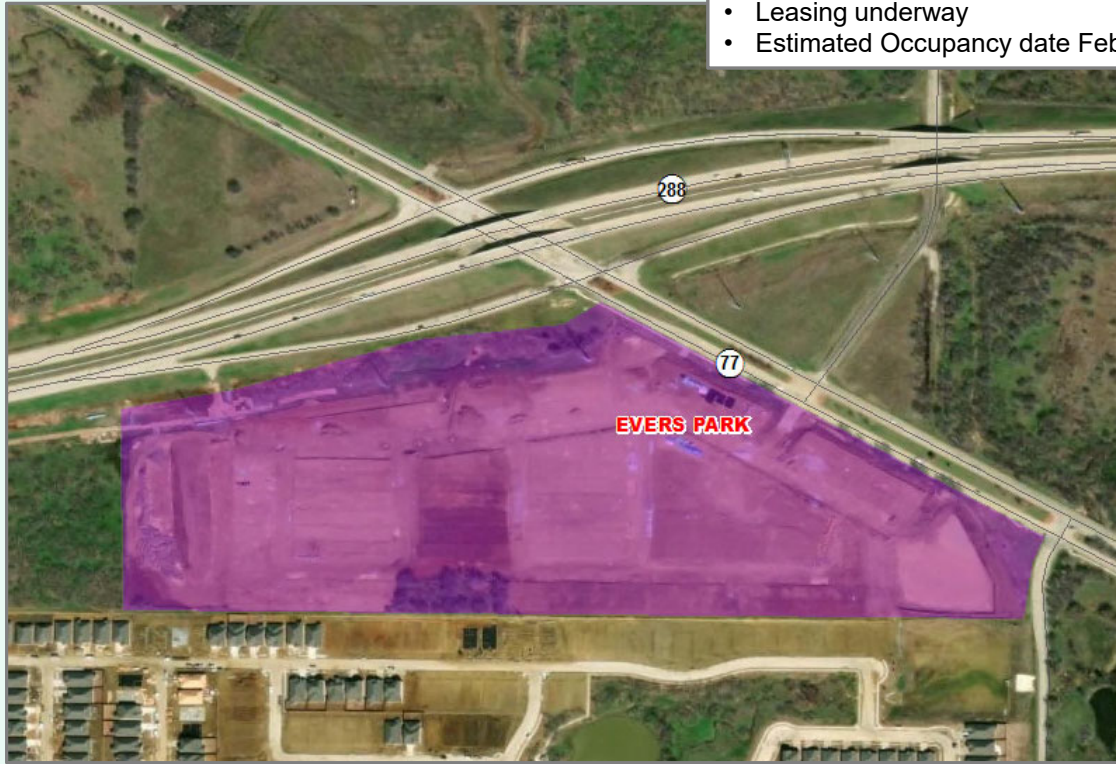 • Leasing underway
• Estimated Occupancy date Feb
288
77
EVERS PARK